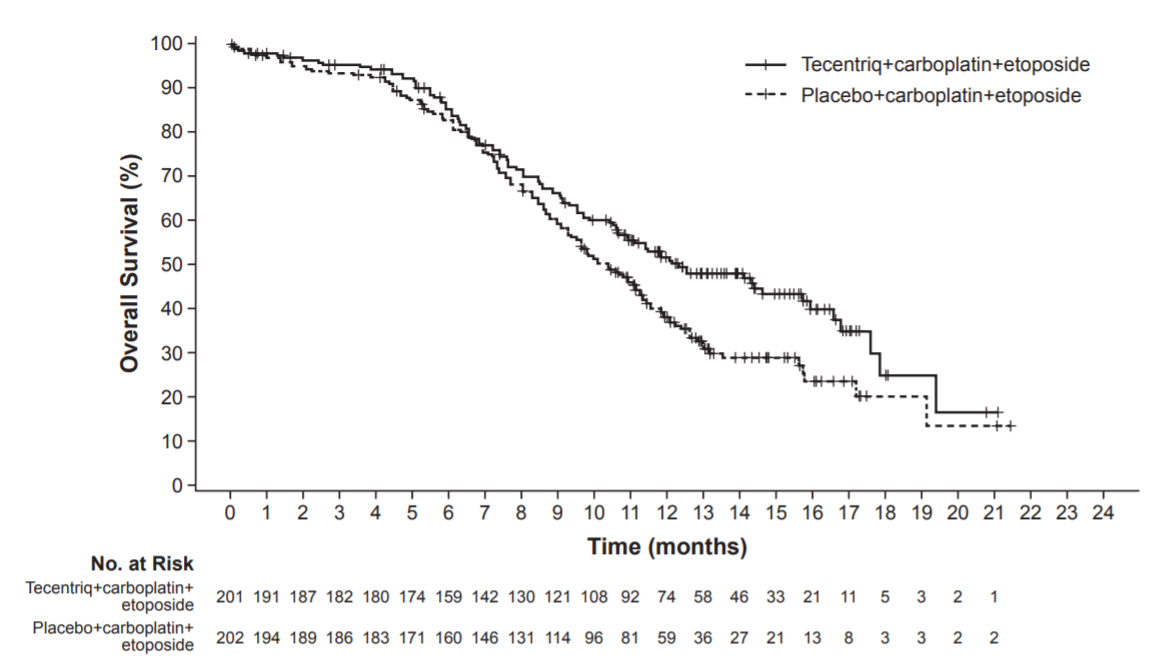 100
90
80
70
60
50
40
30
20
10
0
Overall Survival (%)
Tecentriq+carboplatin+etoposide
Placebo+carboplatin+etoposide
0 1 2 3 4 5 6 7 8 9 10 11 12 13 14 15 16 17 18 19 20 21 22 23 24
Time (months)
No. at Risk
Tecentriq+carboplatin+
etoposide 201 191 187 182 180 174 159 142 130 121 108 92 74 58 46 33 21 11 5 3 2 1
Placebo+carboplatin+
etoposide 202 194 189 186 183 171 160 146 131 114 96 81 59 36 27 21 13 8 3 3 2 2